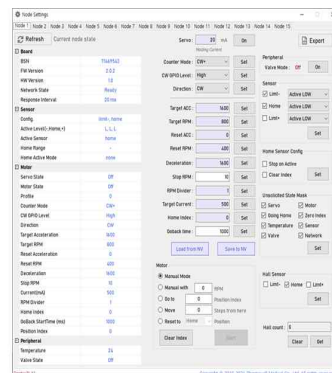 Node Settings
Node 1 Node 2 Node 3 Node 4 Node 5 Node 6 Node 7 Node 8 Node 9 Node 10 Node 11 Node 12 Node 13 Node 14 Node 15
Refresh Current node state
Board
BSN
FW Version 2.0.2
HW Version 1.0
Network State Ready
Response Interval 20 ms
Sensor
Config. limit-, home
Active Level(-,Home,+) L, L, L
Active Sensor home
Home Range -
Home Active Mode none
Motor
Servo State Off
Motor State Off
Profile 0
Counter Mode CW+
CW GPIO Level High
Direction CW
Target Acceleration 1600
Target RPM 800
Reset Acceleration 0
Reset RPM 400
Deceleration 1600
Stop RPM 10
Current(mA) 500
RPM Divider 1
Home Index 0
GoBack StartTime (ms) 1000
Position Index 0
Peripheral
Temperature 34
Valve State Off
Servo : 20 mA On
Holding Current
Counter Mode : CW+ Set
CW GPIO Level : High Set
Direction : CW Set
Target ACC : 1600 Set
Target RPM : 800 Set
Reset ACC : 0 Set
Reset RPM : 400 Set
Deceleration : 1600 Set
Stop RPM : 10 Set
RPM Divider : 1 Set
Target Current : 500 Set
Home Index : 0 Set
Goback time : 1000 Set
Load from NV Save to NV
Motor
Manual Mode
Manual with 0 RPM
Go to 0 Position Index
Move 0 Steps from here
Reset to Home Position
Clear Index
Expert
Peripheral
Valve Mode : Off On
Sensor
Limit- Active LOW
Home Active LOW
Limit+ Active LOW
Set
Home Sensor Config
Stop on Active
Clear Index Set
Unsolicited State Mask
Servo Motor
Going Home Zero Index
Temperature Sensor
Valve Network
Set
Hall Sensor
Limit- Home Limit+
Set
Hall count : 0
Clear Get